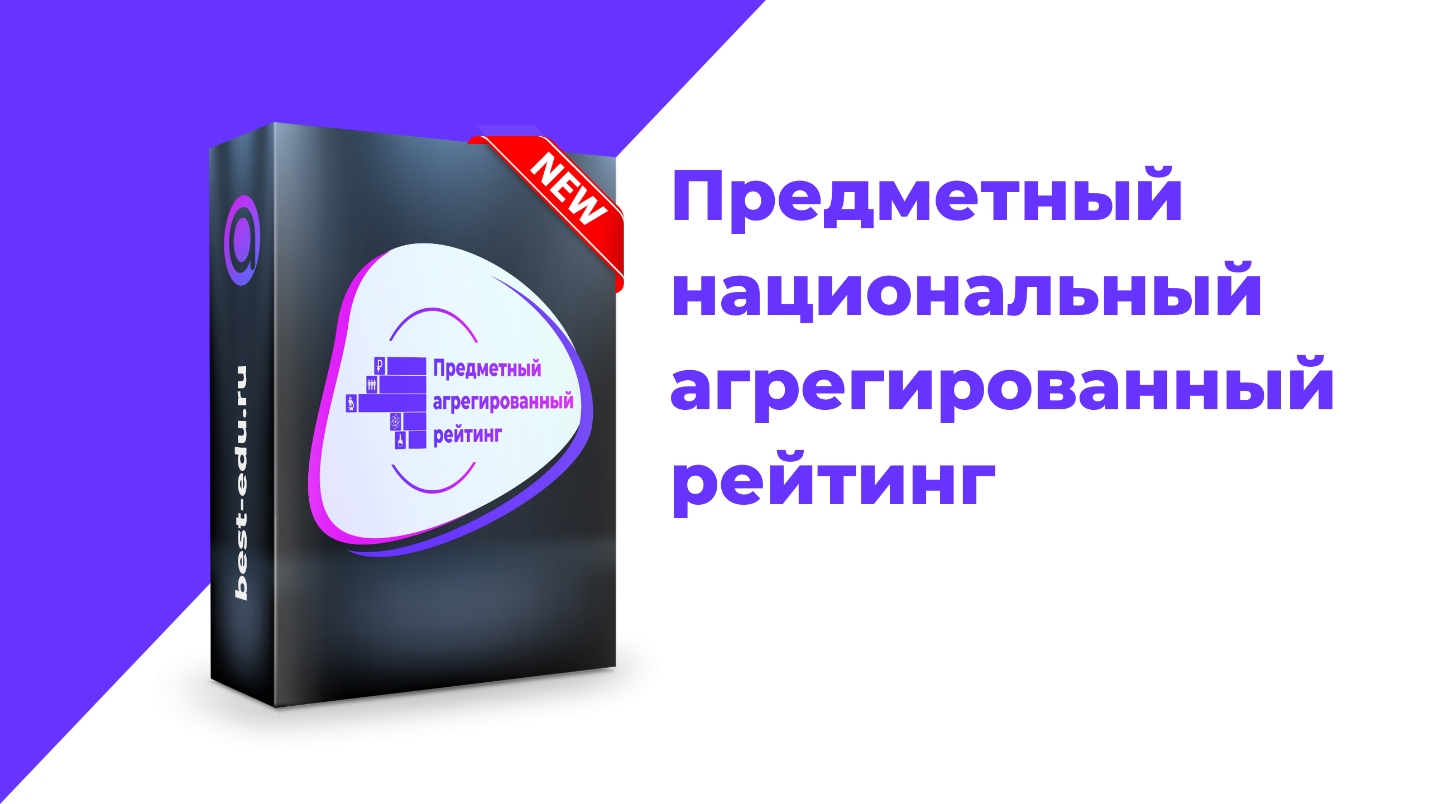 NEW
Предметный
национальный
агрегированный
рейтинг
Предметный
агрегированный
рейтинг
best-edu.ru